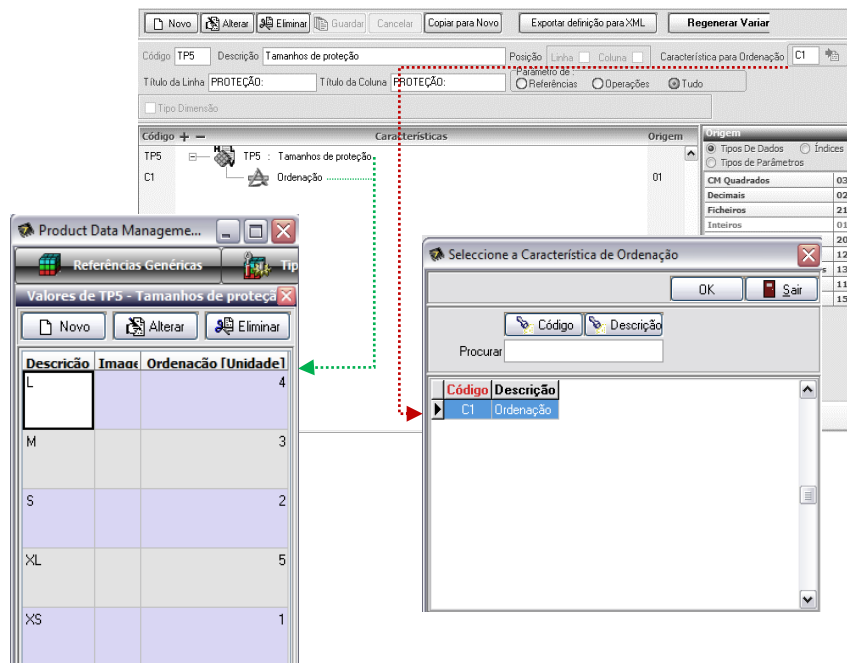 Novo Alterar Eliminar Guardar Cancelar Copiar para Novo Exportar definição para XML Regenerar Variar
Código TP5 Descrição Tamanhos de proteção Posição Linha Coluna Característica para Ordenação C1
Título da Linha PROTEÇÃO: Título da Coluna PROTEÇÃO: Parametro de : Referências Operações Tudo
Tipo Dimensão
Código + − Características Origem
TP5 TP5 : Tamanhos de proteção
C1 Ordenação 01
Origem
Tipos De Dados Índices
Tipos de Parâmetros
CM Quadrados 03
Decimais 02
Ficheiros 21
Inteiros 01
20
12
s 13
11
15
Product Data Manageme...
Referências Genéricas Tip
Valores de TP5 - Tamanhos de proteçã
Novo Alterar Eliminar
Descrição Image Ordenação [Unidade]
L 4
M 3
S 2
XL 5
XS 1
Seleccione a Característica de Ordenação
OK Sair
Código Descrição
Procurar
Código Descrição
C1 Ordenação